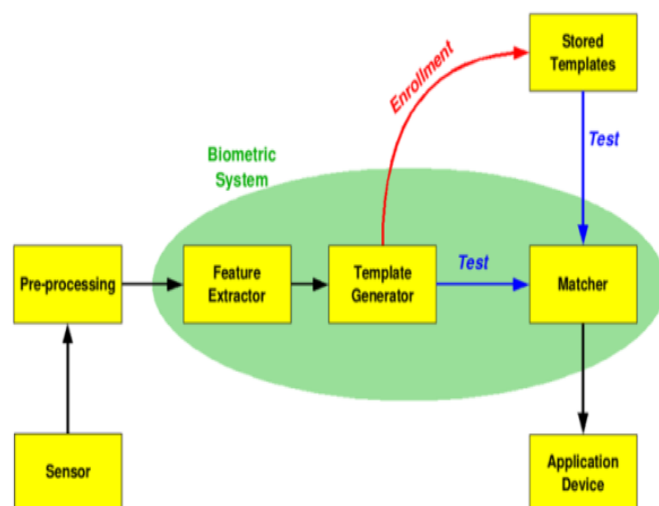 Stored
Templates
Enrollment
Test
Biometric
System
Pre-processing
Feature
Extractor
Template
Generator
Test
Matcher
Sensor
Application
Device